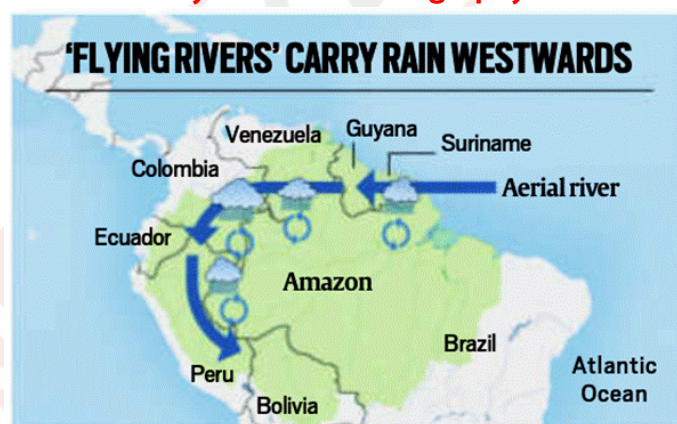 'FLYING RIVERS' CARRY RAIN WESTWARDS
Venezuela
Guyana
Suriname
Colombia
Aerial river
Ecuador
Amazon
Brazil
Atlantic
Ocean
Peru
Bolivia